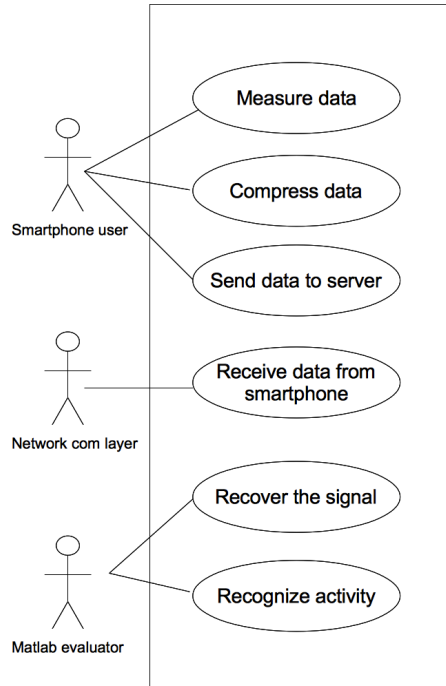 Measure data
Compress data
Smartphone user
Send data to server
Receive data from
smartphone
Network com layer
Recover the signal
Recognize activity
Matlab evaluator